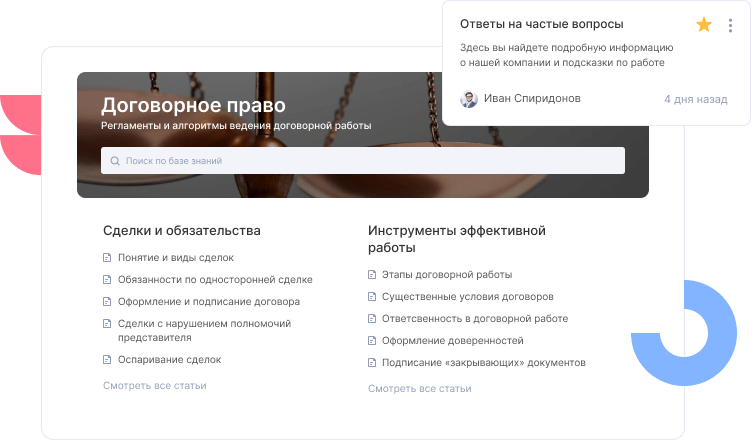 Ответы на частые вопросы
Здесь вы найдете подробную информацию
о нашей компании и подсказки по работе
Иван Спиридонов
4 дня назад
Договорное право
Регламенты и алгоритмы ведения договорной работы
Поиск по базе знаний
Сделки и обязательства
Понятие и виды сделок
Обязанности по односторонней сделке
Оформление и подписание договора
Сделки с нарушением полномочий
представителя
Оспаривание сделок
Смотреть все статьи
Инструменты эффективной
работы
Этапы договорной работы
Существенные условия договоров
Ответсвенность в договорной работе
Оформление доверенностей
Подписание «закрывающих» документов
Смотреть все статьи